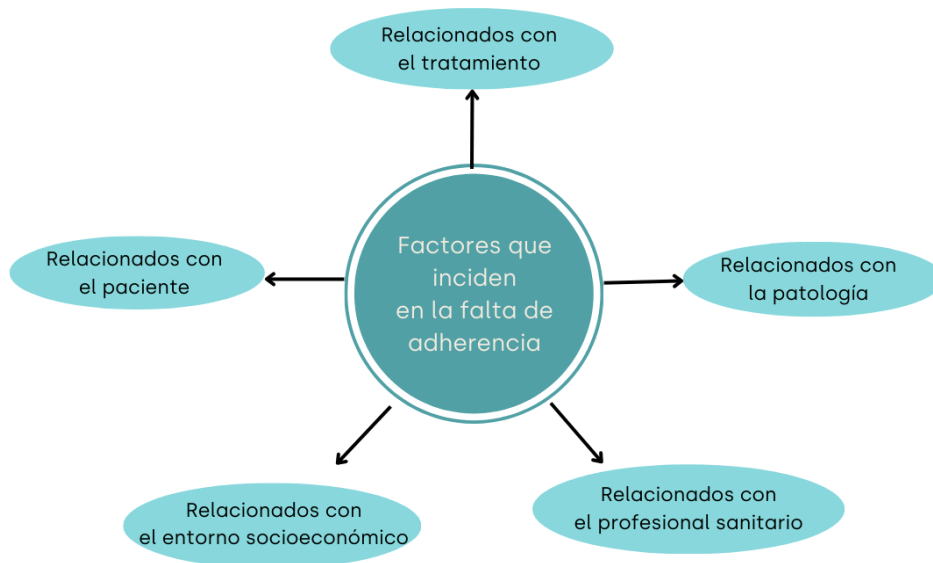 Relacionados con
el tratamiento
Factores que
inciden
en la falta de
adherencia
Relacionados con
el paciente
Relacionados con
la patología
Relacionados con
el entorno socioeconómico
Relacionados con
el profesional sanitario